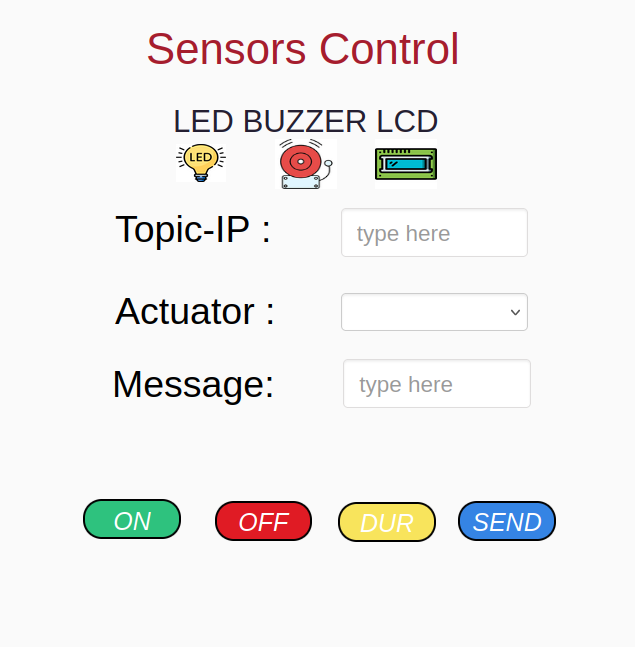 Sensors Control
LED BUZZER LCD
LED
Topic-IP : type here
Actuator :
Message: type here
ON OFF DUR SEND